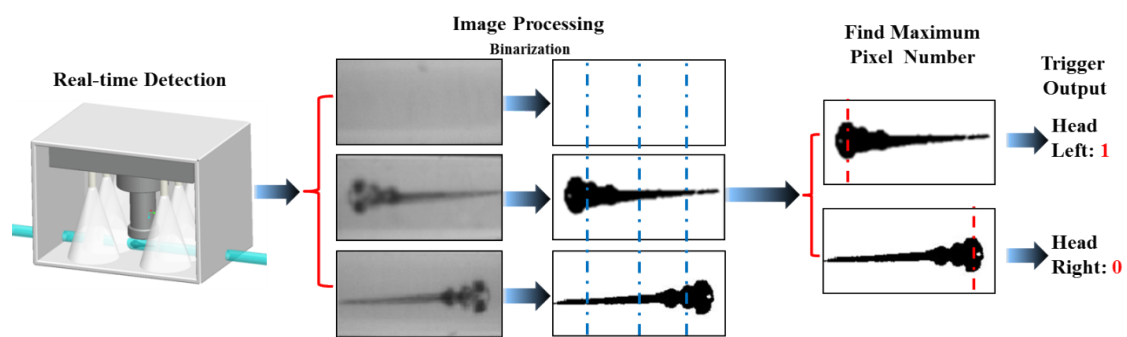 Real-time Detection
Image Processing
Binarization
Find Maximum
Pixel Number
Trigger
Output
Head
Left: 1
Head
Right: 0